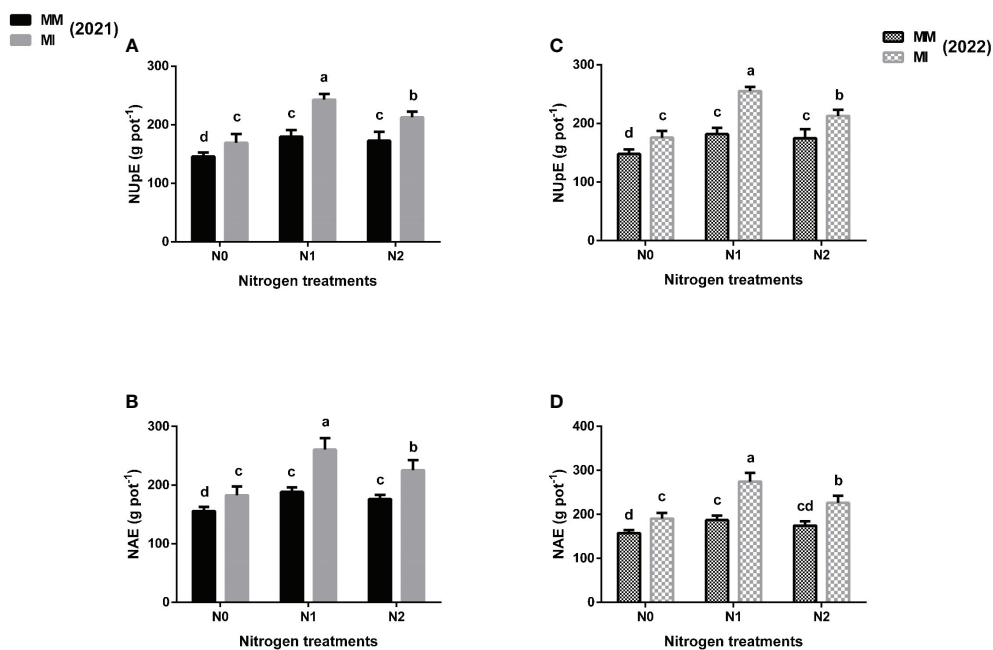 MM (2021)
MI
A
300
200
100
0
NUpE (g pot-1)
d c c a c b
N0 N1 N2
Nitrogen treatments
C
MM (2022)
MI
300
200
100
0
NUpE (g pot-1)
d c c a c b
N0 N1 N2
Nitrogen treatments
B
300
200
100
0
NAE (g pot-1)
d c c a c b
N0 N1 N2
Nitrogen treatments
D
400
300
200
100
0
NAE (g pot-1)
d c c a cd b
N0 N1 N2
Nitrogen treatments